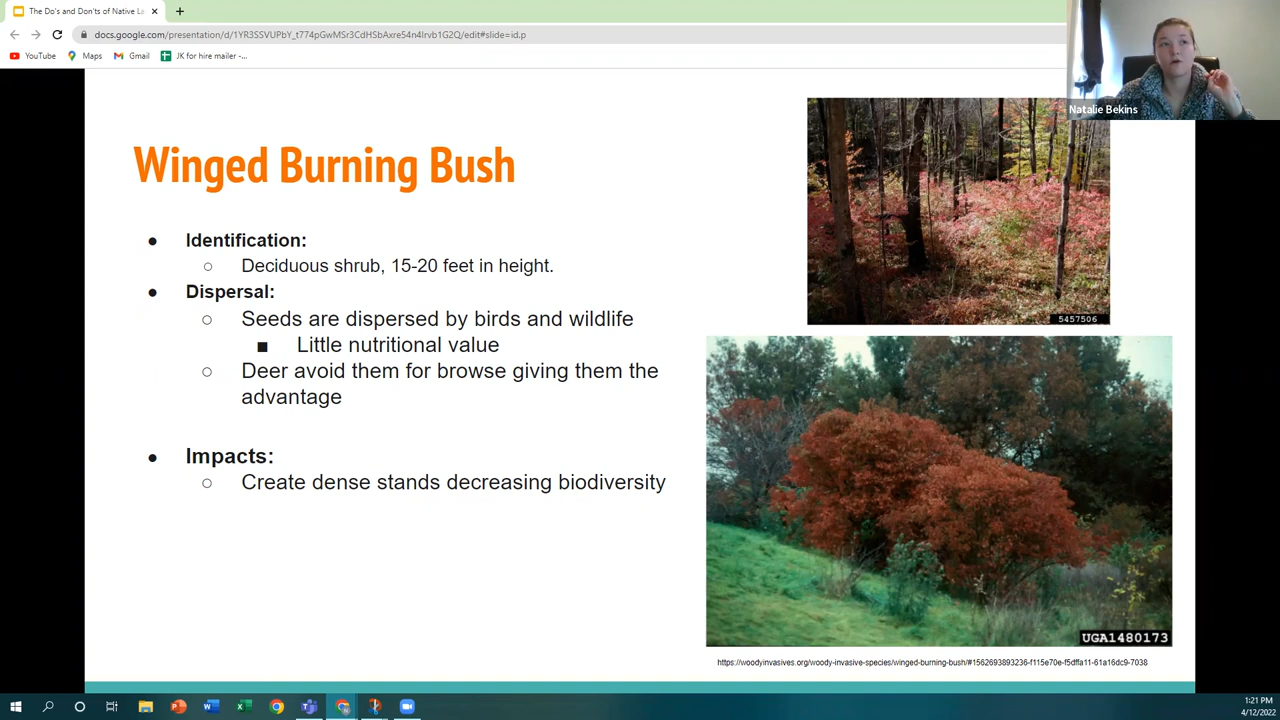 The Do's and Don'ts of Native La
docs.google.com/presentation/d/1YR3SSVUPbY_t774pGwMSr3CdHSbAxre54n4lrvb1G2Q/edit#slide=id.p
YouTube
Maps
Gmail
JK for hire mailer -...
Natalie Bekins
Winged Burning Bush
Identification:
Deciduous shrub, 15-20 feet in height.
Dispersal:
Seeds are dispersed by birds and wildlife
Little nutritional value
Deer avoid them for browse giving them the
advantage
Impacts:
Create dense stands decreasing biodiversity
5457506
UGA1480173
https://woodyinvasives.org/woody-invasive-species/winged-burning-bush/#1562693893236-f115e70e-f5dffa11-61a16dc9-7038
1:21 PM
4/12/2022